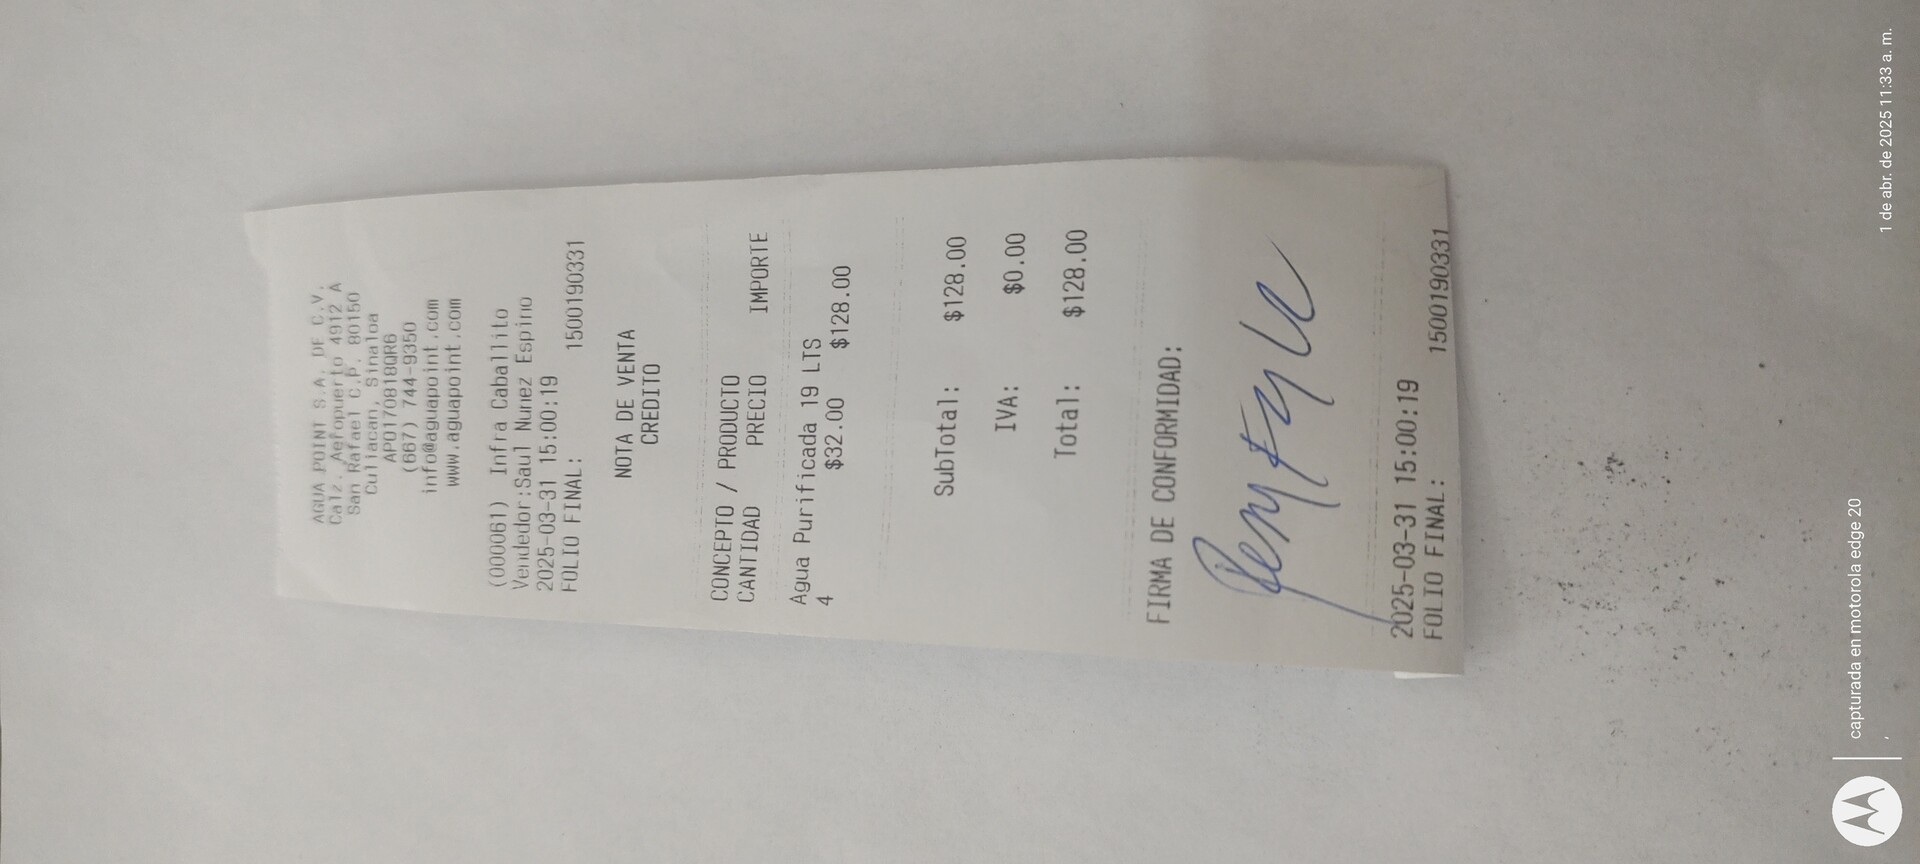 AGUA POINT S.A. DE C.V.
Calz. Aeropuerto 4912 A
San Rafael C.P. 80150
Culiacan, Sinaloa
APO170818QR6
(667) 744-9350
info@aguapoint.com
www.aguapoint.com
(000061) Infra Caballito
Vendedor:Saul Nunez Espino
2025-03-31 15:00:19
FOLIO FINAL: 1500190331
NOTA DE VENTA
CREDITO
CONCEPTO / PRODUCTO
CANTIDAD PRECIO IMPORTE
Agua Purificada 19 LTS
4 $32.00 $128.00
SubTotal: $128.00
IVA: $0.00
Total: $128.00
FIRMA DE CONFORMIDAD:
2025-03-31 15:00:19
FOLIO FINAL: 1500190331
capturada en motorola edge 20
1 de abr. de 2025 11:33 a. m.